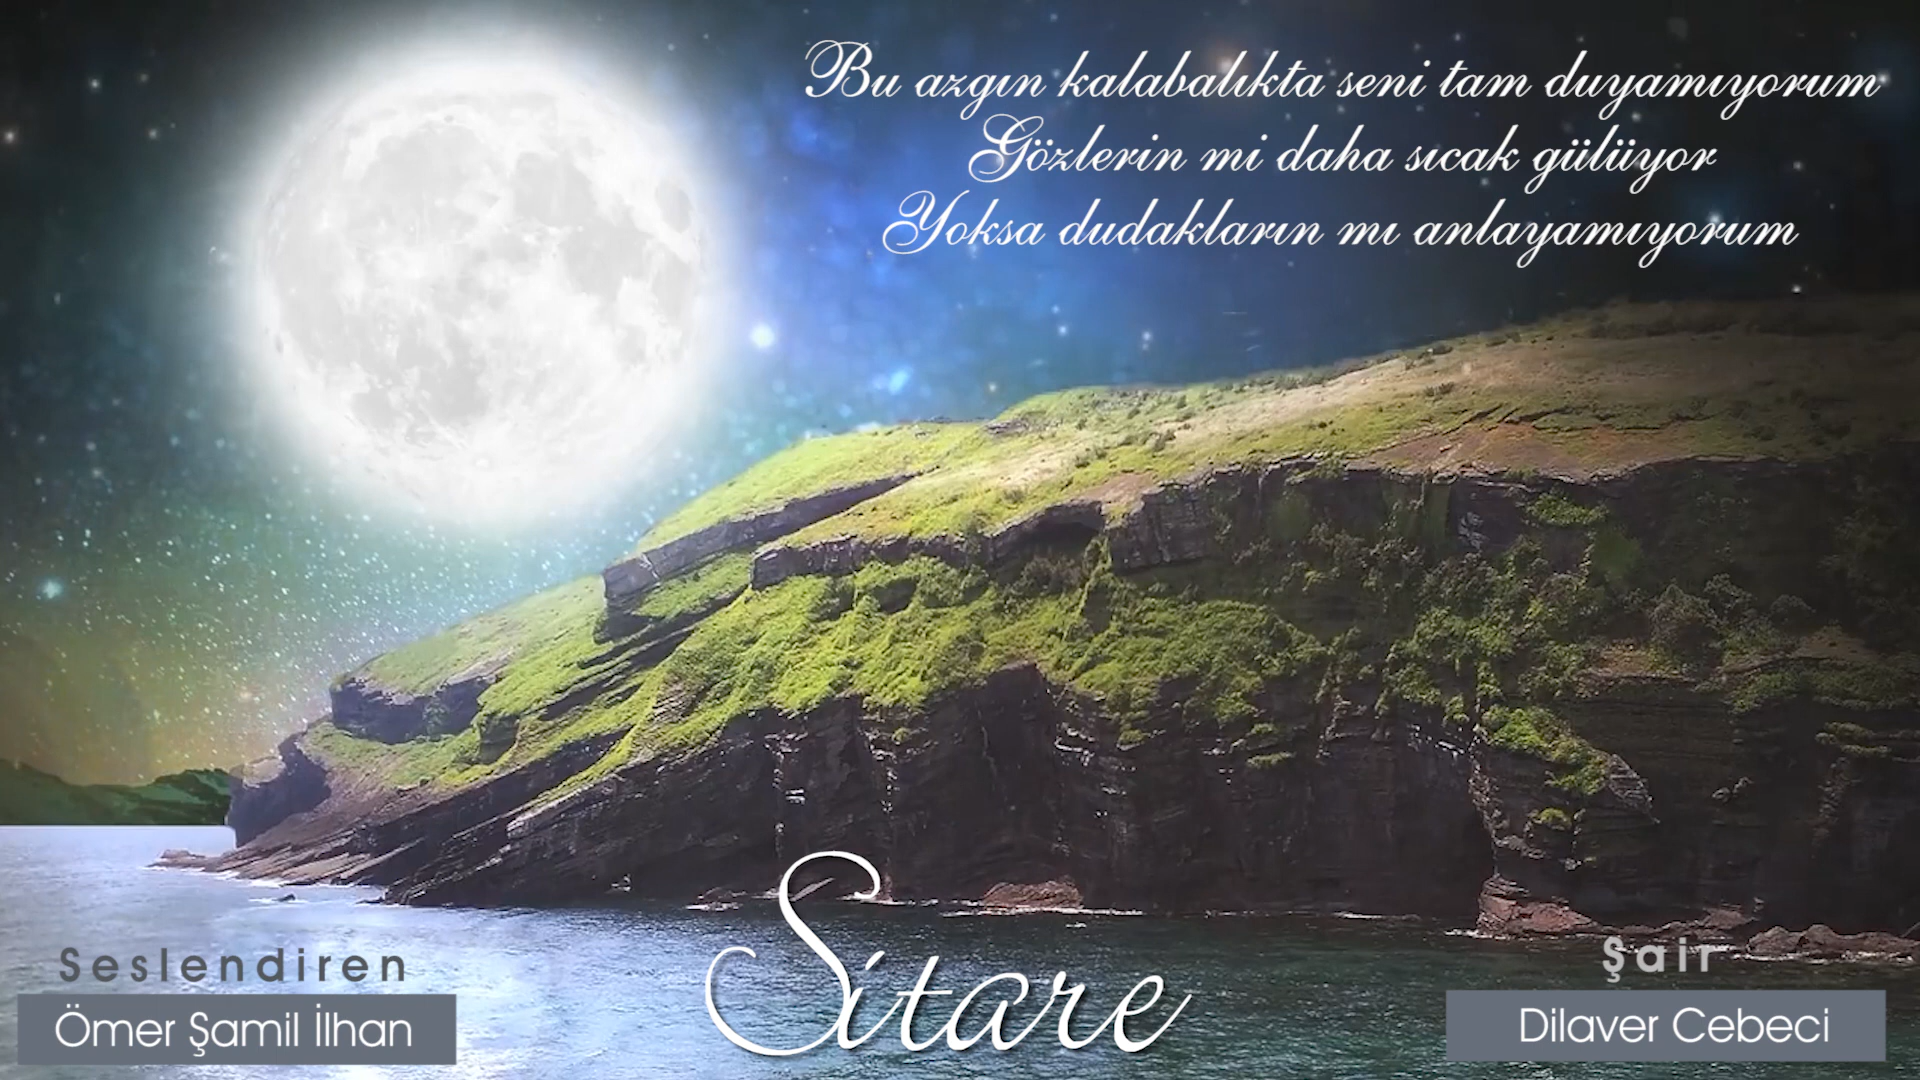 Bu azgın kalabalıkta seni tam duyamıyorum
Gözlerin mi daha sıcak gülüyor
Yoksa dudakların mı anlayamıyorum
Sitare
Seslendiren
Ömer Şamil İlhan
Şair
Dilaver Cebeci